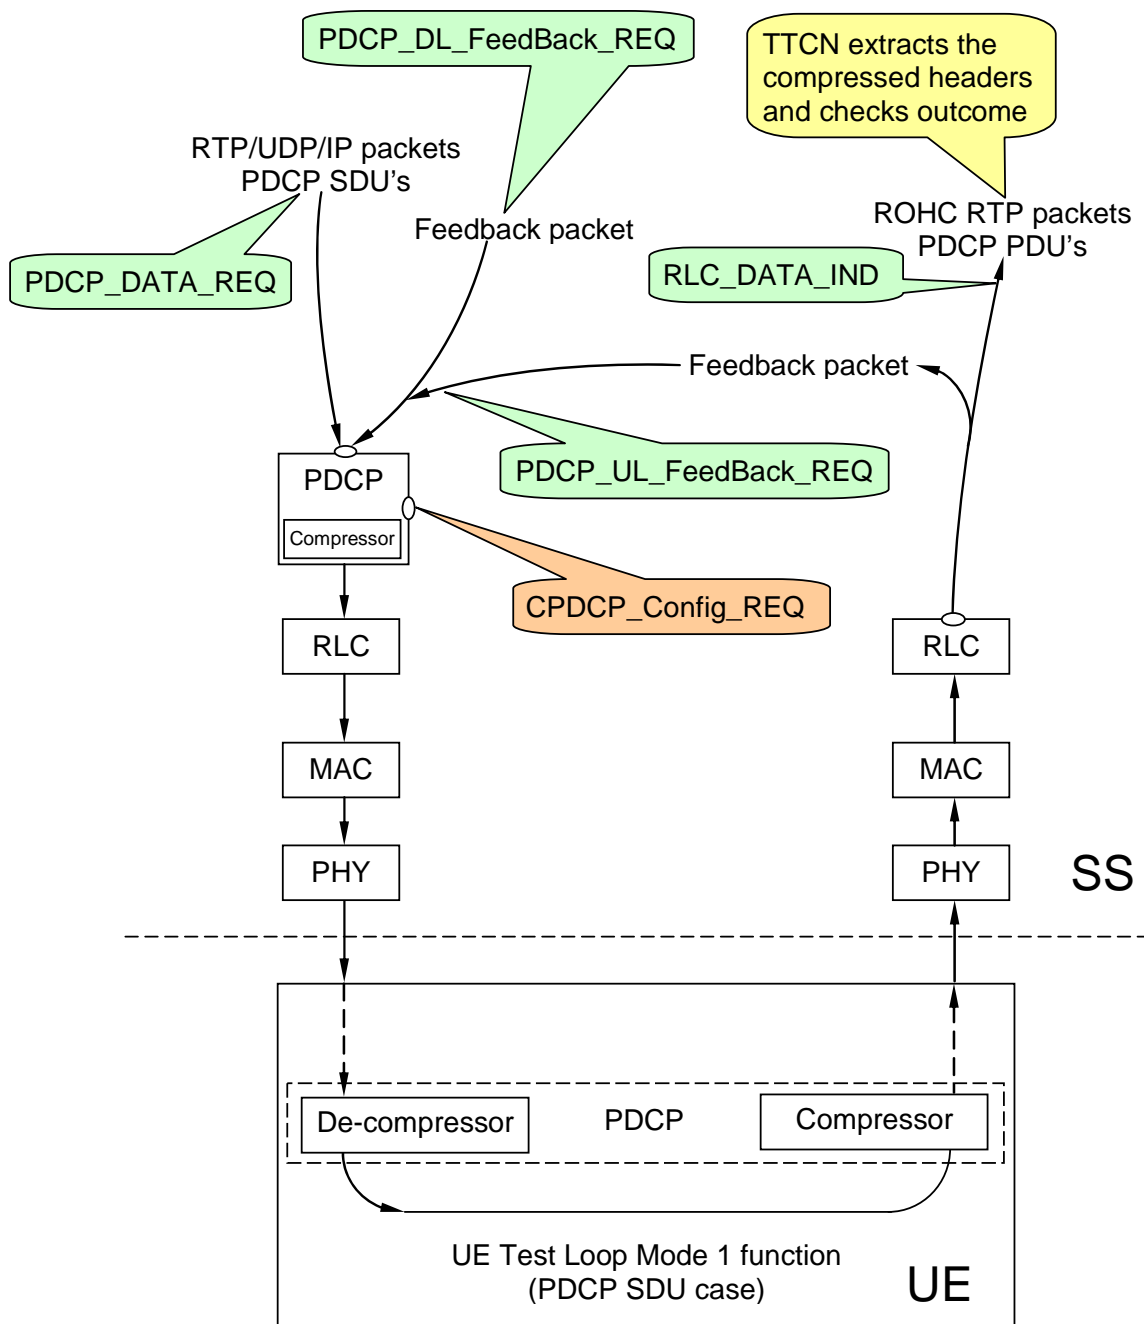 PDCP_DL_FeedBack_REQ
TTCN extracts the
compressed headers
and checks outcome
RTP/UDP/IP packets
PDCP SDU's
Feedback packet
ROHC RTP packets
PDCP PDU's
PDCP_DATA_REQ
RLC_DATA_IND
Feedback packet
PDCP
PDCP_UL_FeedBack_REQ
Compressor
CPDCP_Config_REQ
RLC
RLC
MAC
MAC
PHY
PHY
SS
De-compressor
PDCP
Compressor
UE Test Loop Mode 1 function
(PDCP SDU case)
UE